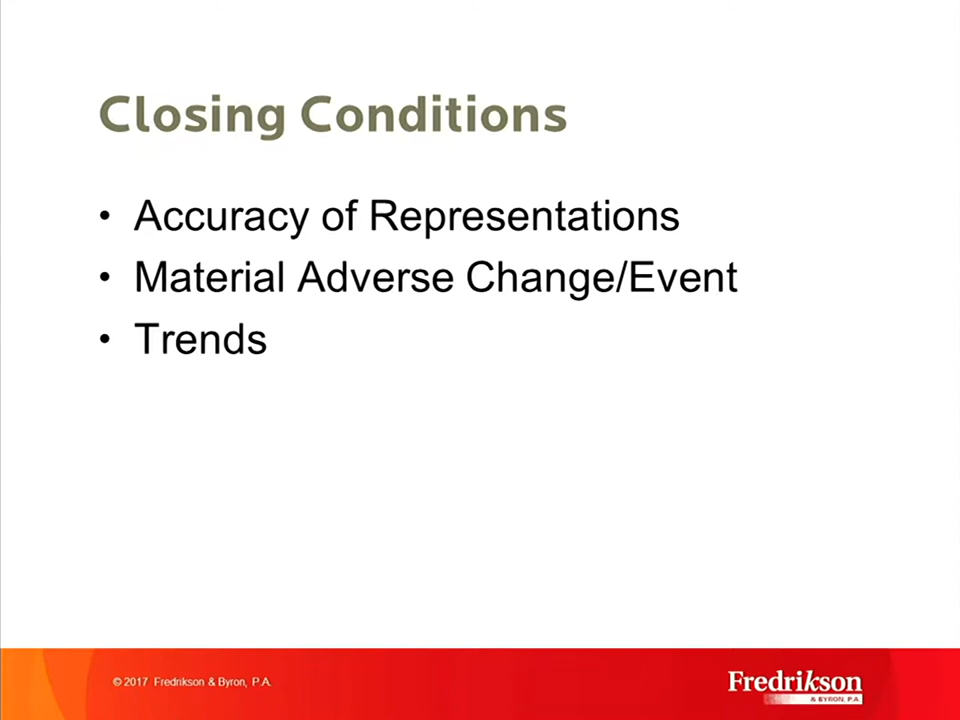 Closing Conditions
• Accuracy of Representations
• Material Adverse Change/Event
• Trends
© 2017 Fredrikson & Byron, P.A.
Fredrikson
& BYRON, P.A.